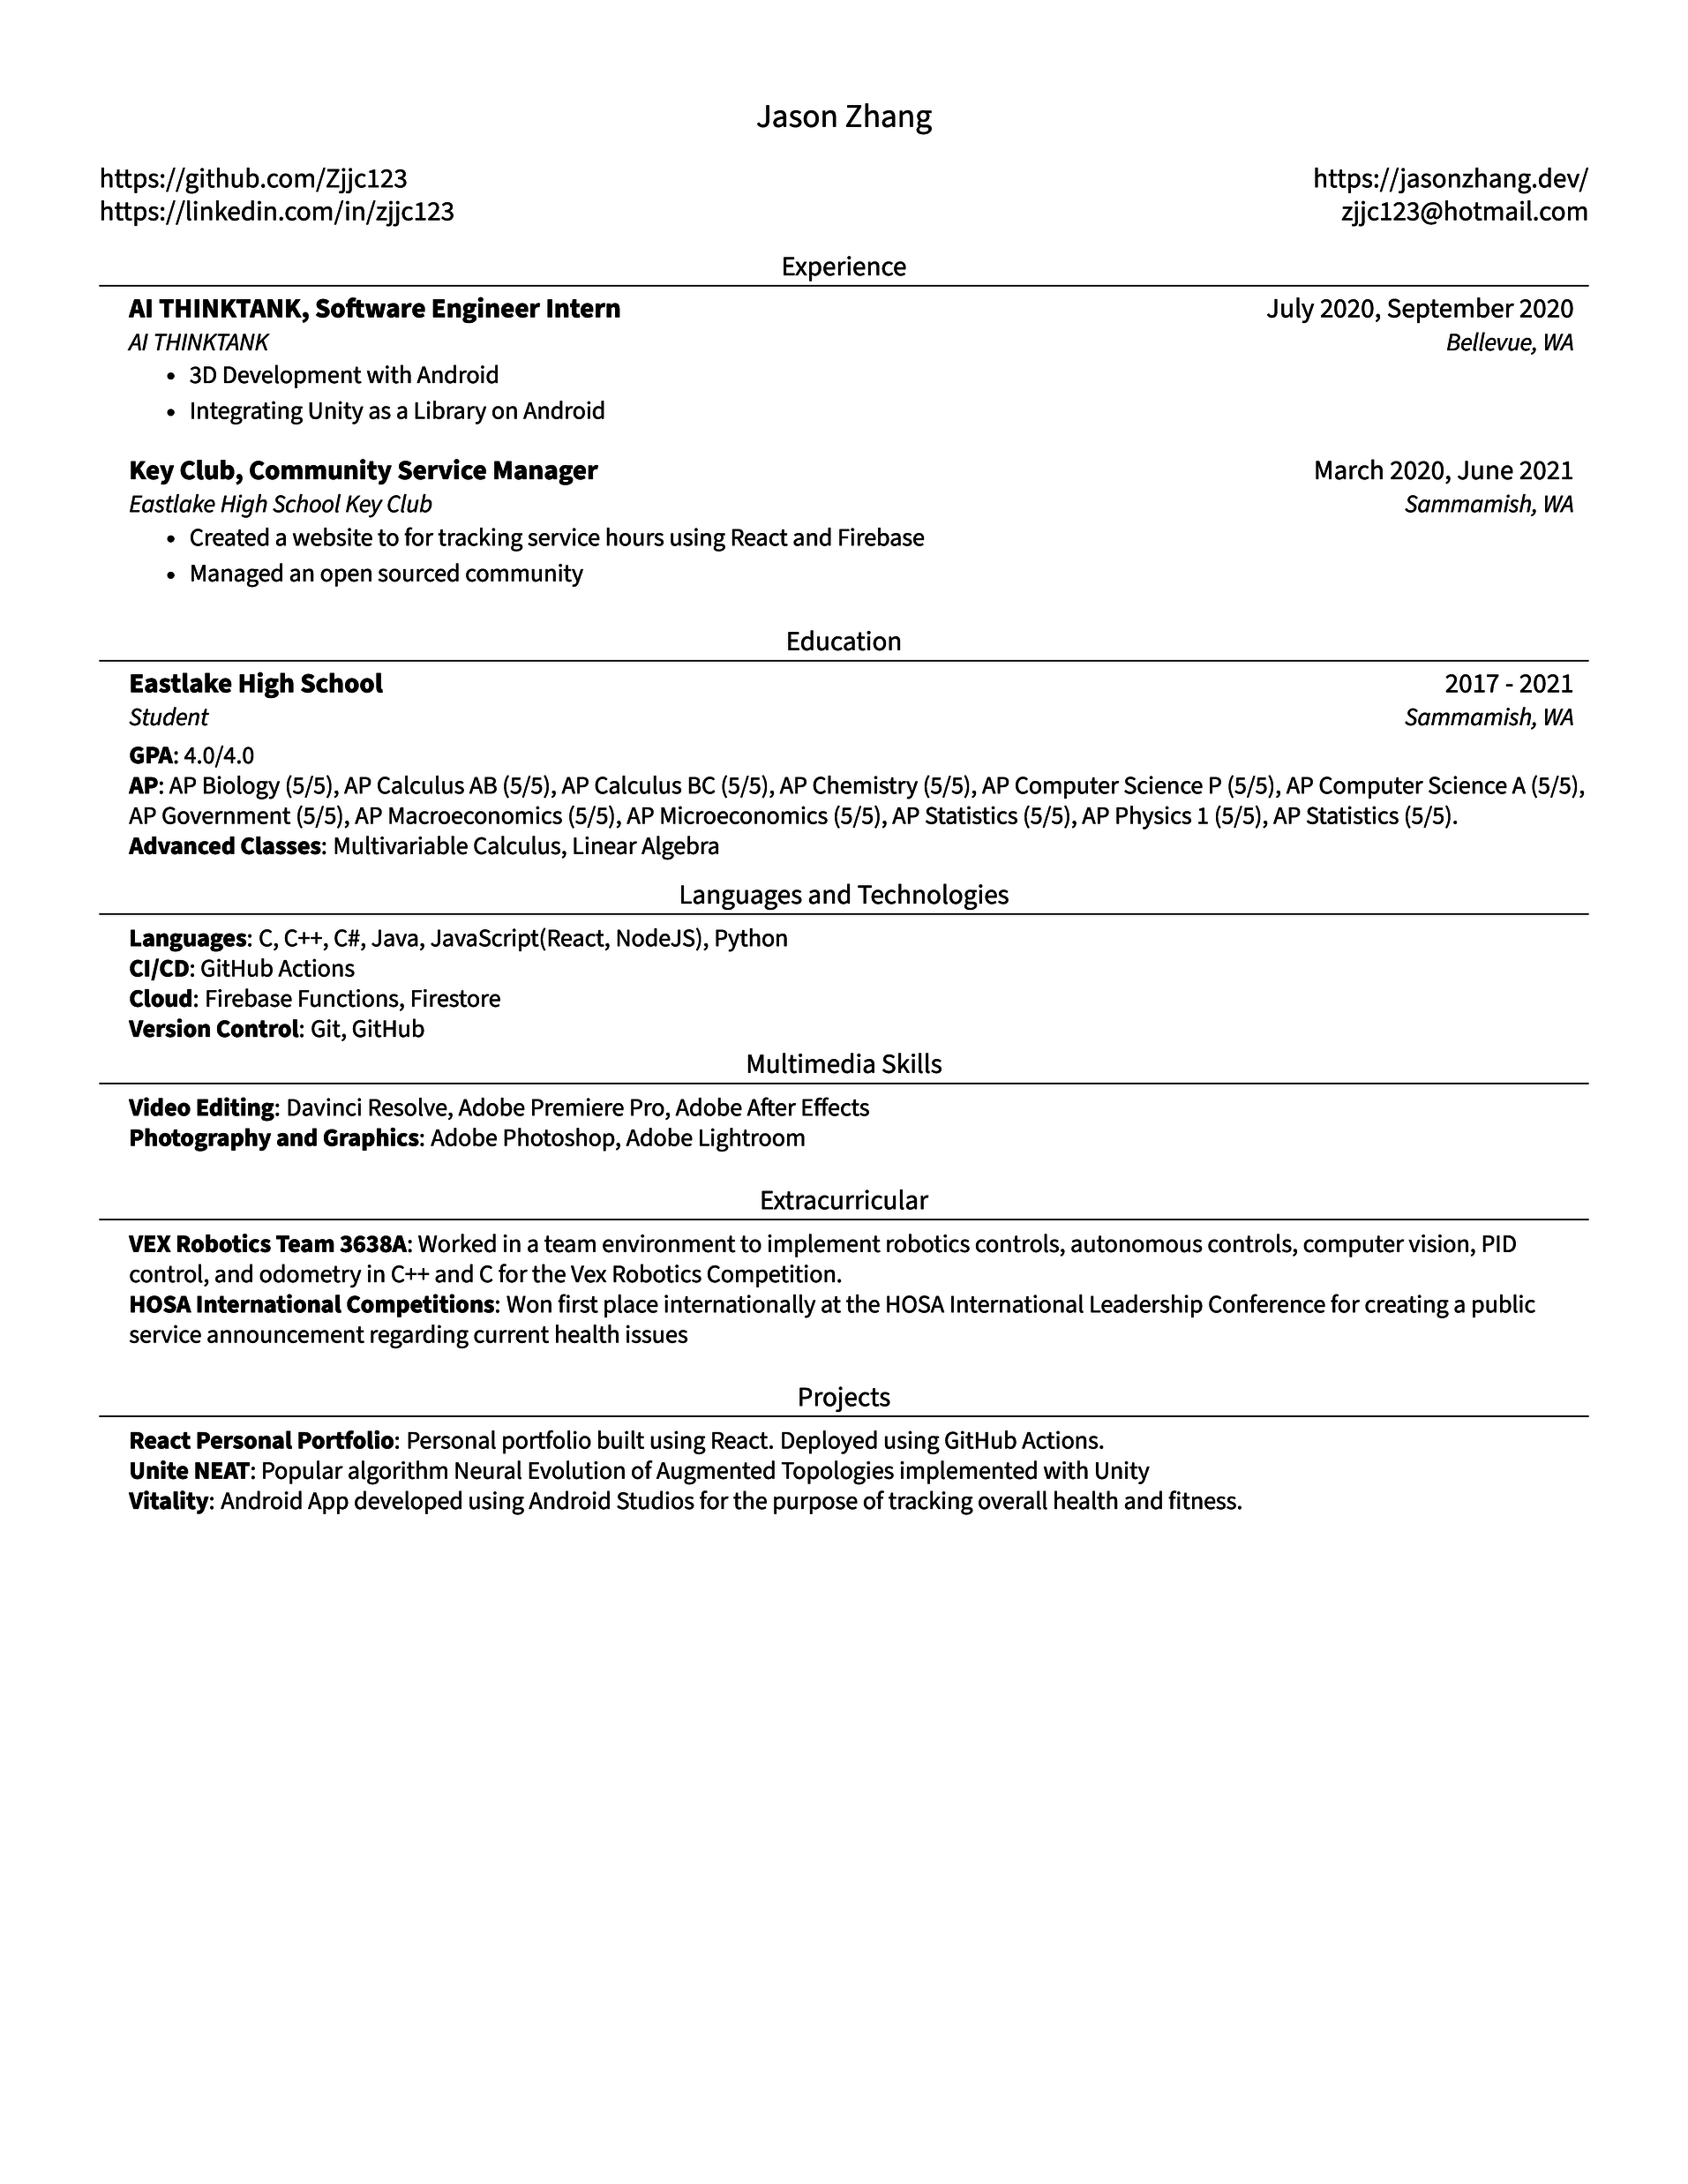 Jason Zhang
https://github.com/Zjjc123 https://jasonzhang.dev/
https://linkedin.com/in/zjjc123 zjjc123@hotmail.com
Experience
AI THINKTANK, Software Engineer Intern July 2020, September 2020
AI THINKTANK Bellevue, WA
• 3D Development with Android
• Integrating Unity as a Library on Android
Key Club, Community Service Manager March 2020, June 2021
Eastlake High School Key Club Sammamish, WA
• Created a website to for tracking service hours using React and Firebase
• Managed an open sourced community
Education
Eastlake High School 2017 - 2021
Student Sammamish, WA
GPA: 4.0/4.0
AP: AP Biology (5/5), AP Calculus AB (5/5), AP Calculus BC (5/5), AP Chemistry (5/5), AP Computer Science P (5/5), AP Computer Science A (5/5),
AP Government (5/5), AP Macroeconomics (5/5), AP Microeconomics (5/5), AP Statistics (5/5), AP Physics 1 (5/5), AP Statistics (5/5).
Advanced Classes: Multivariable Calculus, Linear Algebra
Languages and Technologies
Languages: C, C++, C#, Java, JavaScript(React, NodeJS), Python
CI/CD: GitHub Actions
Cloud: Firebase Functions, Firestore
Version Control: Git, GitHub
Multimedia Skills
Video Editing: Davinci Resolve, Adobe Premiere Pro, Adobe After Effects
Photography and Graphics: Adobe Photoshop, Adobe Lightroom
Extracurricular
VEX Robotics Team 3638A: Worked in a team environment to implement robotics controls, autonomous controls, computer vision, PID
control, and odometry in C++ and C for the Vex Robotics Competition.
HOSA International Competitions: Won first place internationally at the HOSA International Leadership Conference for creating a public
service announcement regarding current health issues
Projects
React Personal Portfolio: Personal portfolio built using React. Deployed using GitHub Actions.
Unite NEAT: Popular algorithm Neural Evolution of Augmented Topologies implemented with Unity
Vitality: Android App developed using Android Studios for the purpose of tracking overall health and fitness.